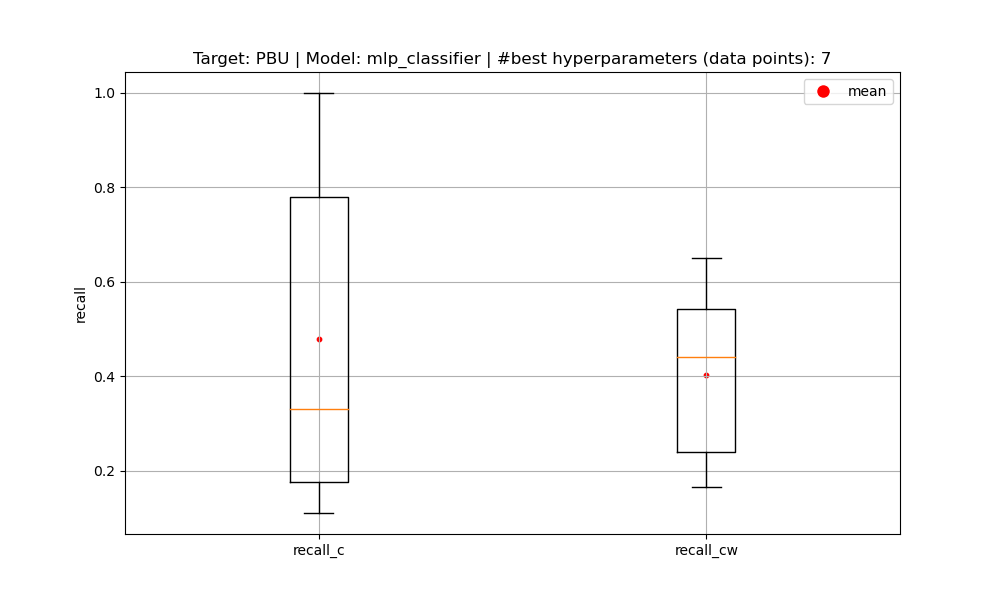 Target: PBU | Model: mlp_classifier | #best hyperparameters (data points): 7
mean
1.0
0.8
0.6
0.4
0.2
recall
recall_c
recall_cw